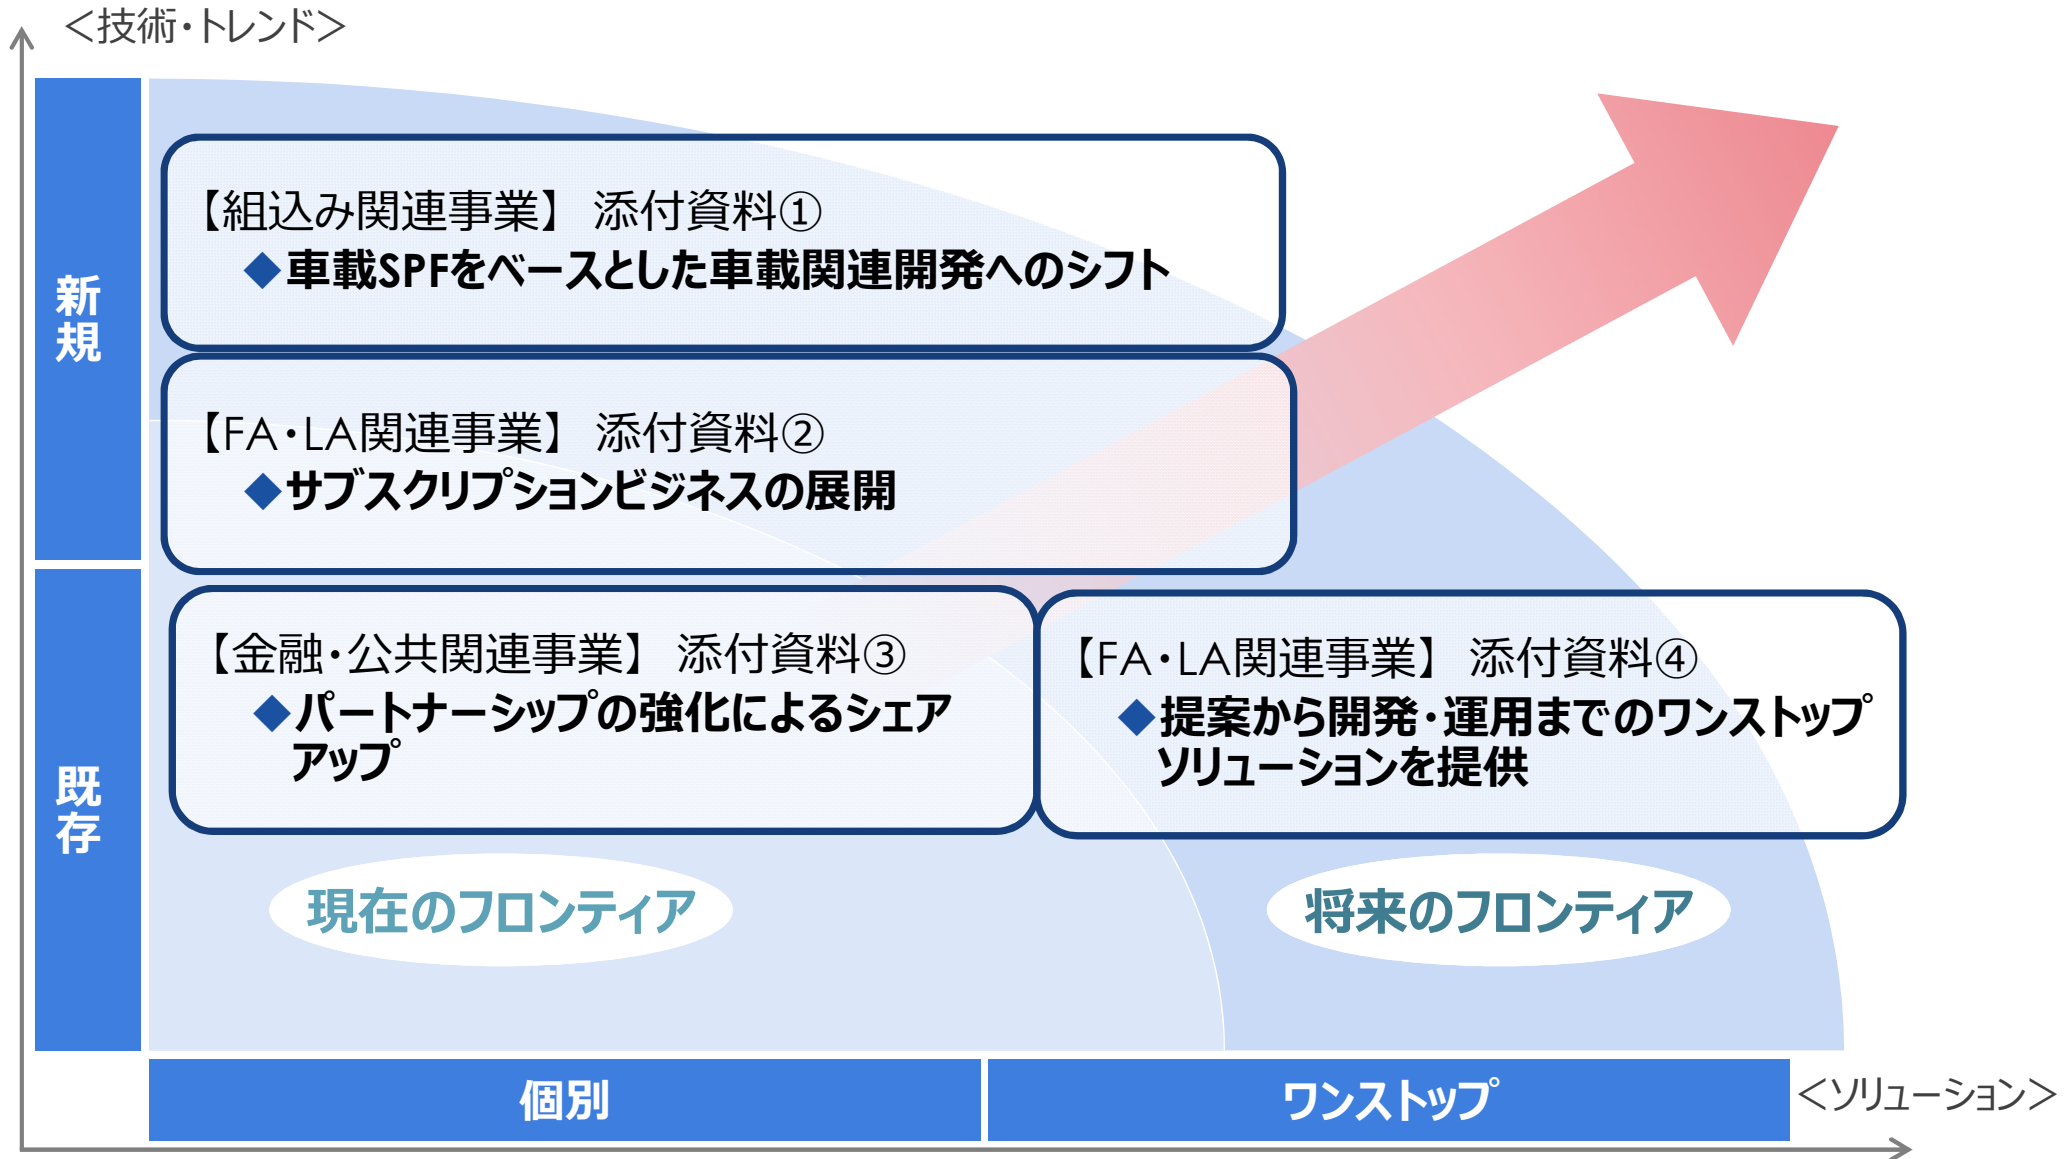 ＜技術・トレンド＞
新規
【組込み関連事業】 添付資料①
◆車載SPFをベースとした車載関連開発へのシフト
【FA・LA関連事業】 添付資料②
◆サブスクリプションビジネスの展開
既存
【金融・公共関連事業】 添付資料③
◆パートナーシップの強化によるシェア
アップ
【FA・LA関連事業】 添付資料④
◆提案から開発・運用までのワンストップ
ソリューションを提供
現在のフロンティア
将来のフロンティア
個別
ワンストップ
＜ソリューション＞